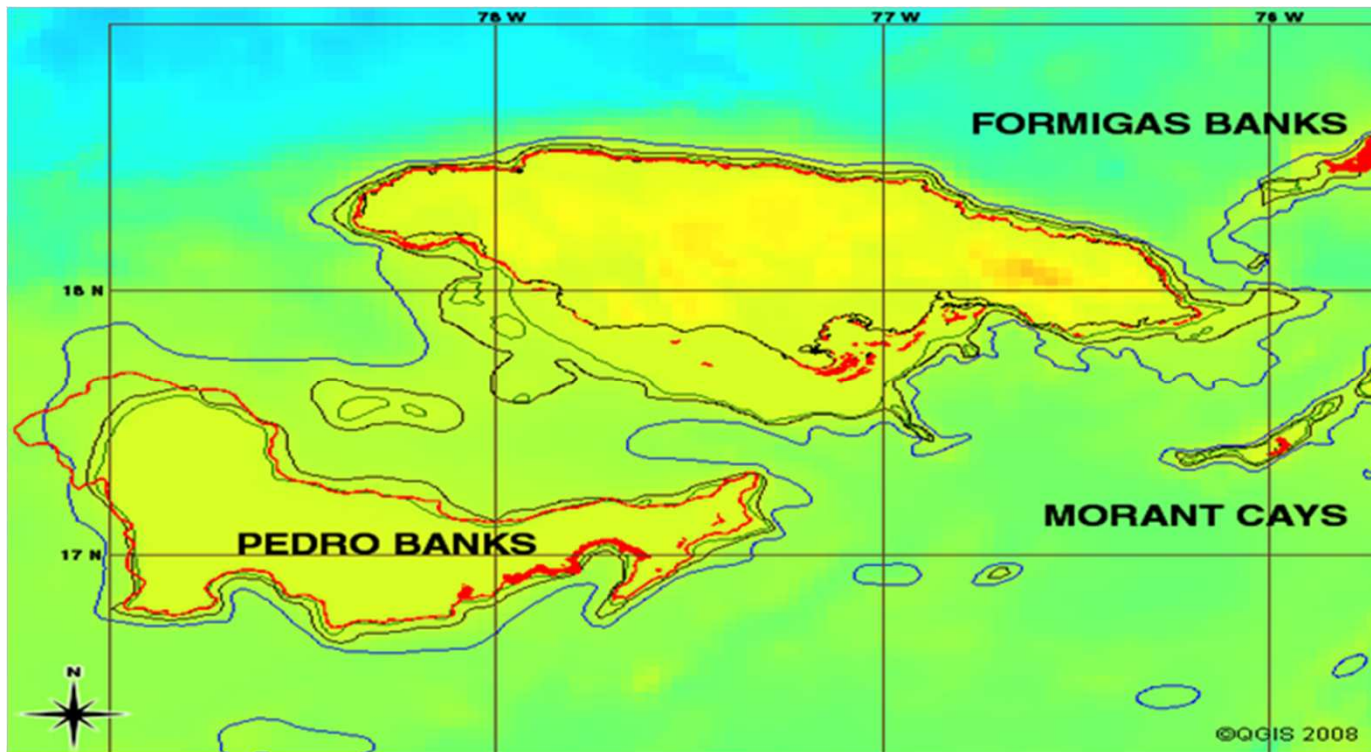 78 W
77 W
76 W
FORMIGAS BANKS
18 N
MORANT CAYS
PEDRO BANKS
17 N
N
©QGIS 2008